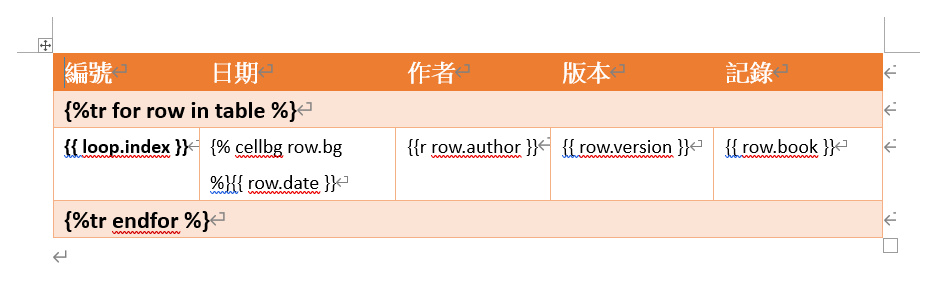 編號 日期 作者 版本 記錄
{%tr for row in table %}
{{ loop.index }} {% cellbg row.bg %}{{ row.date }} {{r row.author }} {{ row.version }} {{ row.book }}
{%tr endfor %}